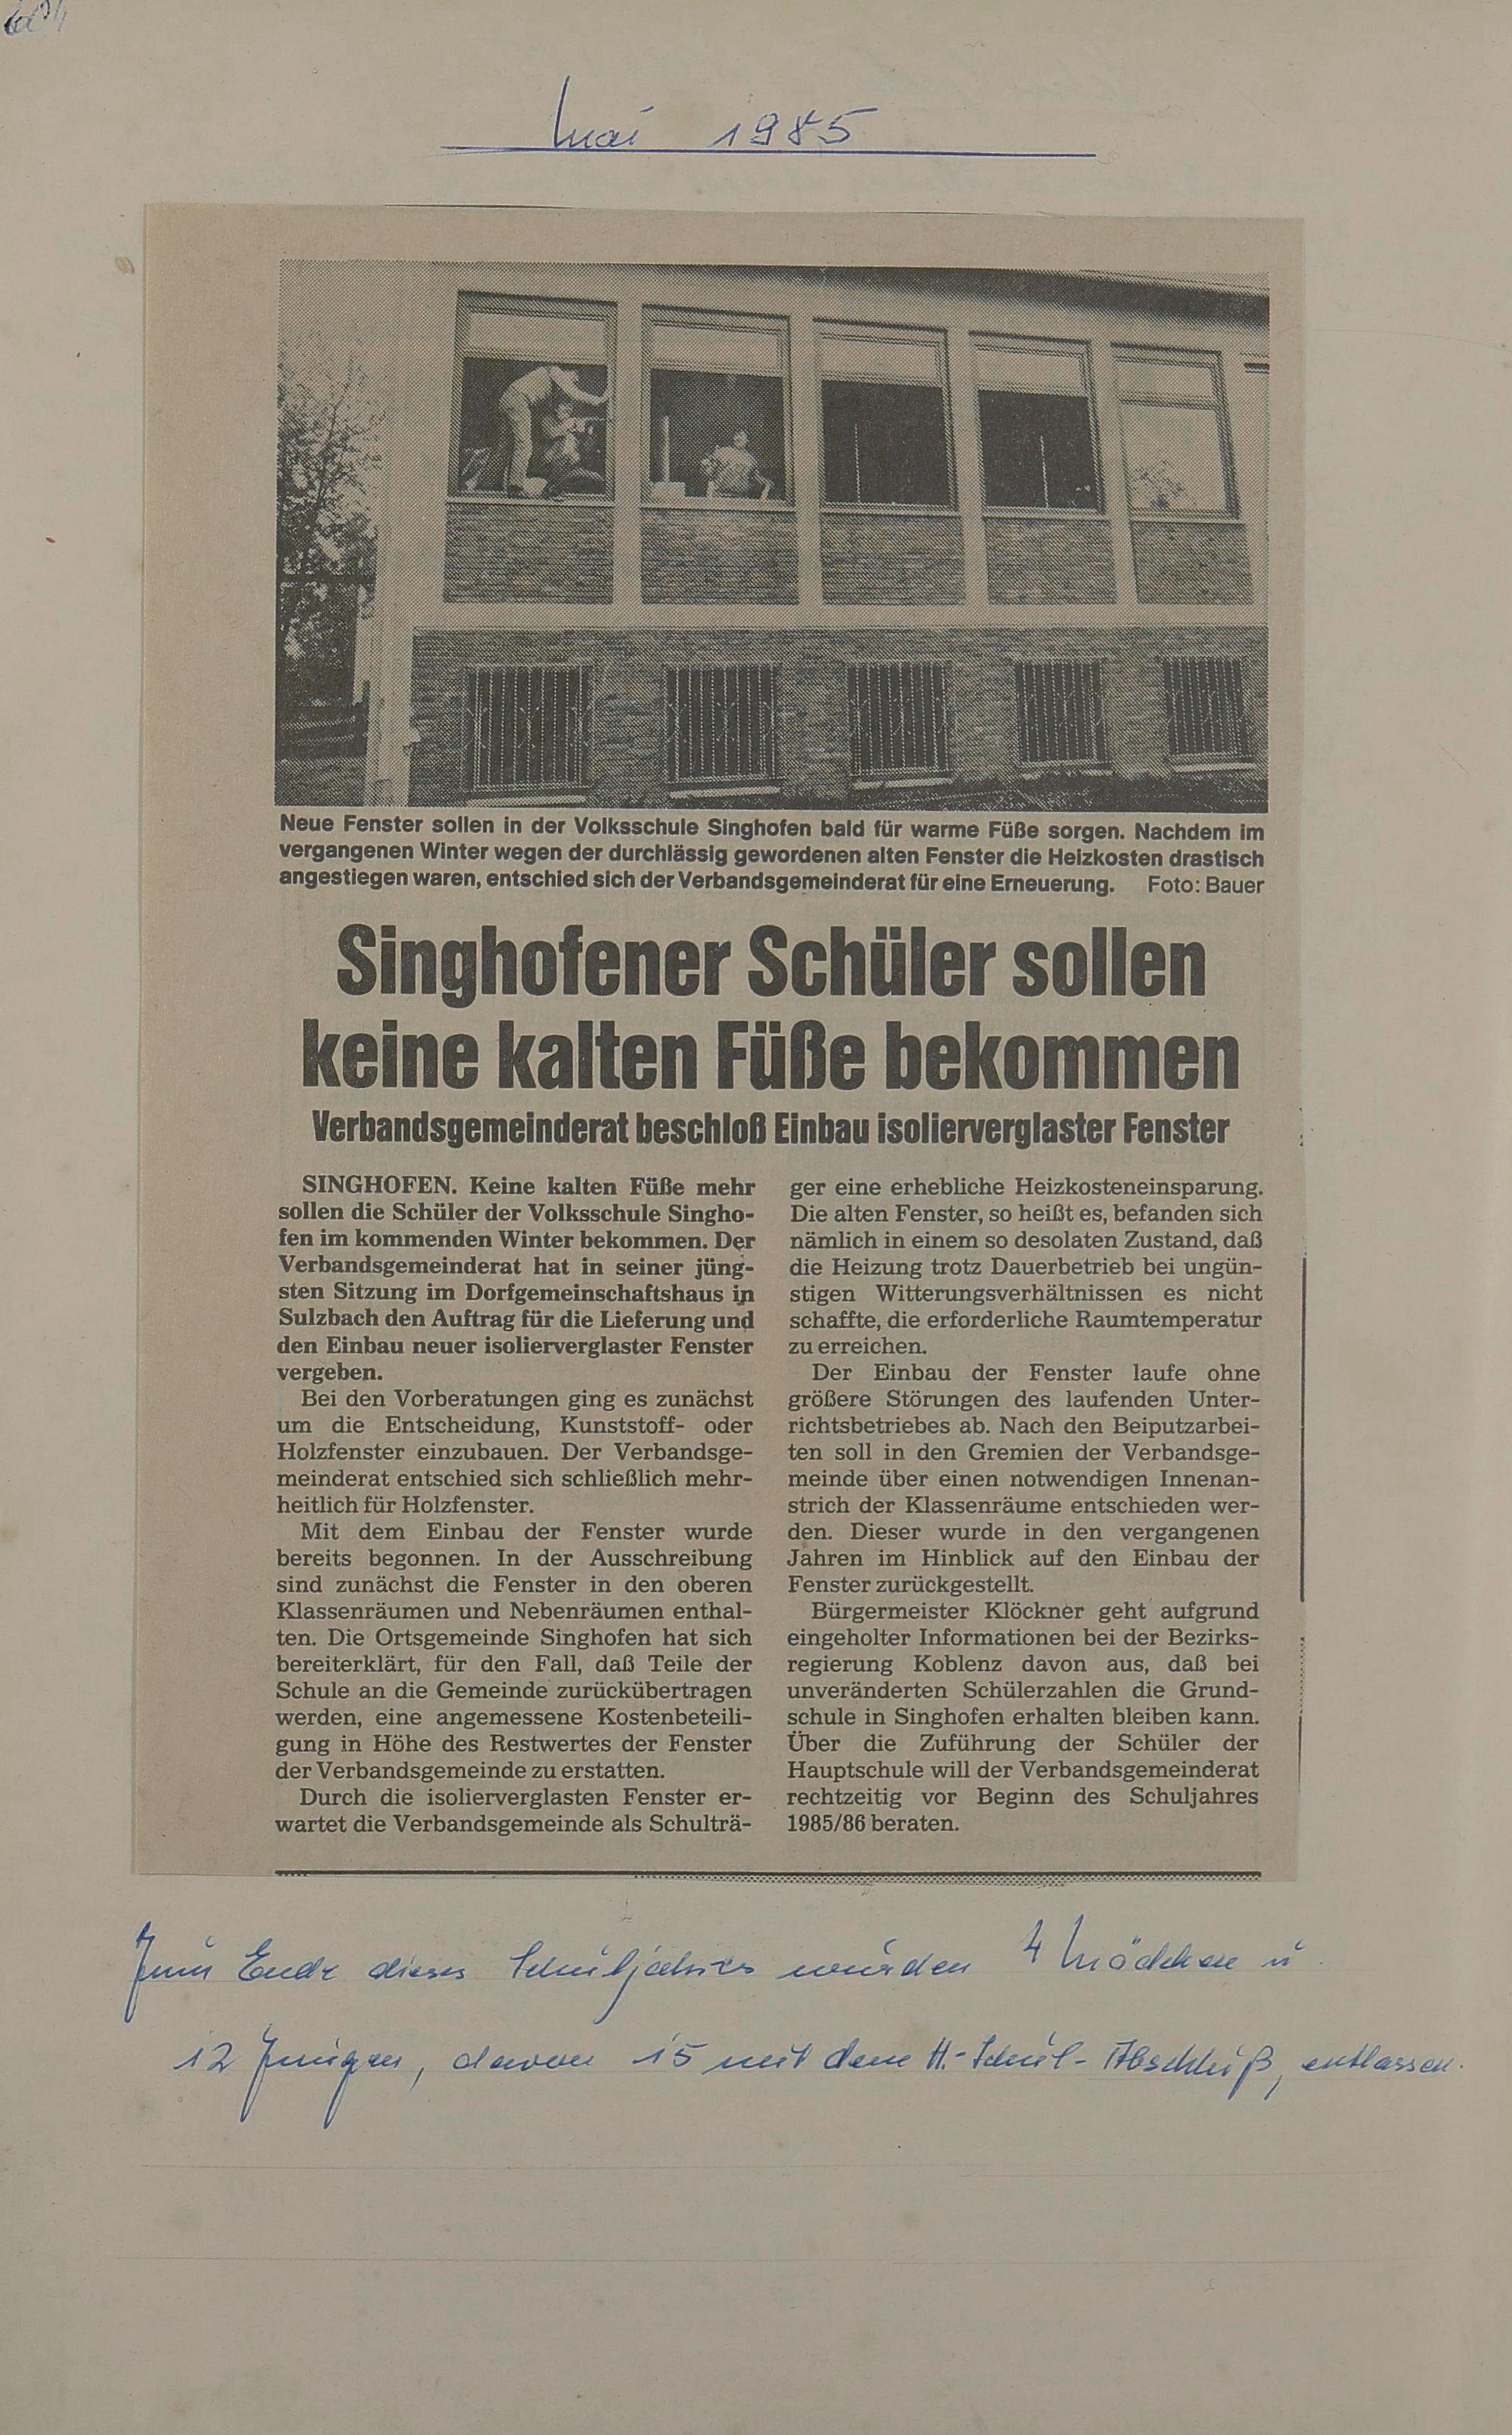 604
Mai 1985
Neue Fenster sollen in der Volksschule Singhofen bald für warme Füße sorgen. Nachdem im
vergangenen Winter wegen der durchlässig gewordenen alten Fenster die Heizkosten drastisch
angestiegen waren, entschied sich der Verbandsgemeinderat für eine Erneuerung. Foto: Bauer
Singhofener Schüler sollen
keine kalten Füße bekommen
Verbandsgemeinderat beschloß Einbau isolierverglaster Fenster
SINGHOFEN. Keine kalten Füße mehr
sollen die Schüler der Volksschule Singho-
fen im kommenden Winter bekommen. Der
Verbandsgemeinderat hat in seiner jüng-
sten Sitzung im Dorfgemeinschaftshaus in
Sulzbach den Auftrag für die Lieferung und
den Einbau neuer isolierverglaster Fenster
vergeben.
Bei den Vorberatungen ging es zunächst
um die Entscheidung, Kunststoff- oder
Holzfenster einzubauen. Der Verbandsge-
meinderat entschied sich schließlich mehr-
heitlich für Holzfenster.
Mit dem Einbau der Fenster wurde
bereits begonnen. In der Ausschreibung
sind zunächst die Fenster in den oberen
Klassenräumen und Nebenräumen enthal-
ten. Die Ortsgemeinde Singhofen hat sich
bereiterklärt, für den Fall, daß Teile der
Schule an die Gemeinde zurückübertragen
werden, eine angemessene Kostenbeteili-
gung in Höhe des Restwertes der Fenster
der Verbandsgemeinde zu erstatten.
Durch die isolierverglasten Fenster er-
wartet die Verbandsgemeinde als Schulträ-
ger eine erhebliche Heizkosteneinsparung.
Die alten Fenster, so heißt es, befanden sich
nämlich in einem so desolaten Zustand, daß
die Heizung trotz Dauerbetrieb bei ungün-
stigen Witterungsverhältnissen es nicht
schaffte, die erforderliche Raumtemperatur
zu erreichen.
Der Einbau der Fenster laufe ohne
größere Störungen des laufenden Unter-
richtsbetriebes ab. Nach den Beiputzarbei-
ten soll in den Gremien der Verbandsge-
meinde über einen notwendigen Innenan-
strich der Klassenräume entschieden wer-
den. Dieser wurde in den vergangenen
Jahren im Hinblick auf den Einbau der
Fenster zurückgestellt.
Bürgermeister Klöckner geht aufgrund
eingeholter Informationen bei der Bezirks-
regierung Koblenz davon aus, daß bei
unveränderten Schülerzahlen die Grund-
schule in Singhofen erhalten bleiben kann.
Über die Zuführung der Schüler der
Hauptschule will der Verbandsgemeinderat
rechtzeitig vor Beginn des Schuljahres
1985/86 beraten.
Zum Ende dieses Schuljahres wurden 4 Mädchen u.
12 Jungen, davon 15 mit dem H.-Schul-Abschluß, entlassen.